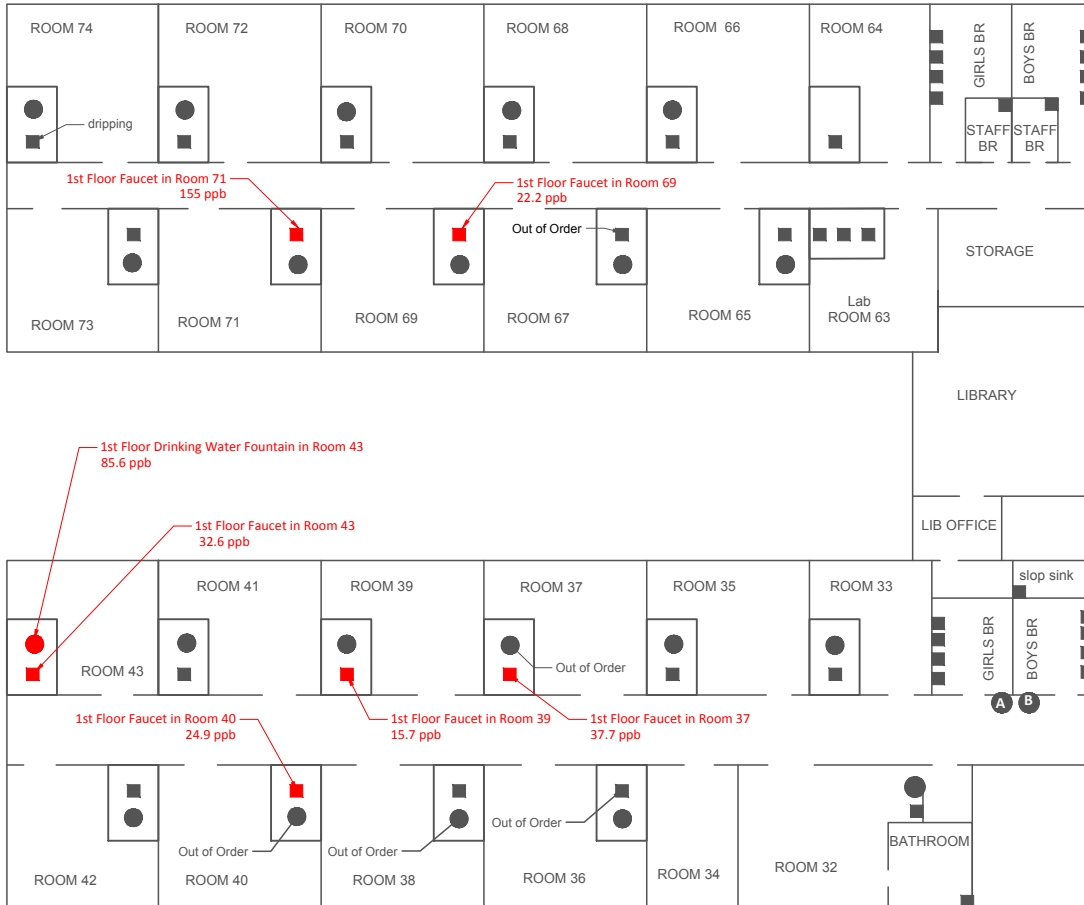 ROOM 74
ROOM 72
ROOM 70
ROOM 68
ROOM 66
ROOM 64
GIRLS BR
BOYS BR
dripping
STAFF
BR
STAFF
BR
1st Floor Faucet in Room 71
155 ppb
1st Floor Faucet in Room 69
22.2 ppb
Out of Order
STORAGE
ROOM 73
ROOM 71
ROOM 69
ROOM 67
ROOM 65
Lab
ROOM 63
LIBRARY
1st Floor Drinking Water Fountain in Room 43
85.6 ppb
1st Floor Faucet in Room 43
32.6 ppb
LIB OFFICE
ROOM 41
ROOM 39
ROOM 37
ROOM 35
ROOM 33
slop sink
GIRLS BR
BOYS BR
ROOM 43
Out of Order
A
B
1st Floor Faucet in Room 40
24.9 ppb
1st Floor Faucet in Room 39
15.7 ppb
1st Floor Faucet in Room 37
37.7 ppb
Out of Order
Out of Order
Out of Order
BATHROOM
ROOM 42
ROOM 40
ROOM 38
ROOM 36
ROOM 34
ROOM 32